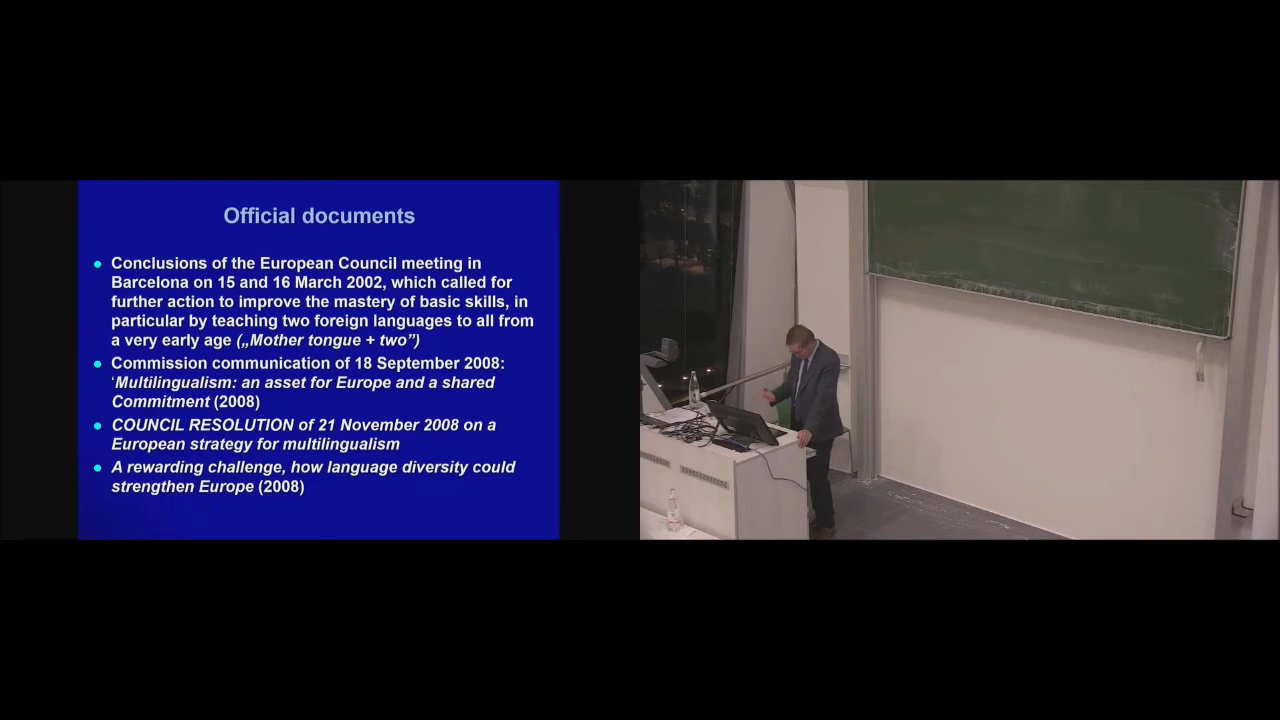 Official documents
Conclusions of the European Council meeting in
Barcelona on 15 and 16 March 2002, which called for
further action to improve the mastery of basic skills, in
particular by teaching two foreign languages to all from
a very early age („Mother tongue + two”)
Commission communication of 18 September 2008:
‘Multilingualism: an asset for Europe and a shared
Commitment (2008)
COUNCIL RESOLUTION of 21 November 2008 on a
European strategy for multilingualism
A rewarding challenge, how language diversity could
strengthen Europe (2008)